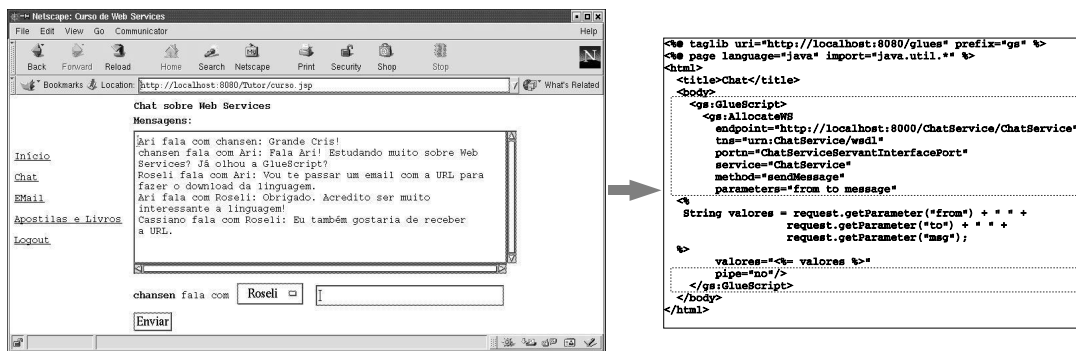 Netscape: Curso de Web Services
File Edit View Go Communicator Help
Back Forward Reload Home Search Netscape Print Security Shop Stop
N
Bookmarks Location: http://localhost:8080/Tutor/curso.jsp What's Related
Chat sobre Web Services
Mensagens:
Início
Chat
EMail
Apostilas e Livros
Logout
Ari fala com chansen: Grande Cris!
chansen fala com Ari: Fala Ari! Estudando muito sobre Web
Services? Já olhou a GlueScript?
Roseli fala com Ari: Vou te passar um email com a URL para
fazer o download da linguagem.
Ari fala com Roseli: Obrigado. Acredito ser muito
interessante a linguagem!
Cassiano fala com Roseli: Eu também gostaria de receber
a URL.
chansen fala com Roseli
Enviar
<%@ taglib uri="http://localhost:8080/glues" prefix="gs" %>
<%@ page language="java" import="java.util.*" %>
<html>
<title>Chat</title>
<body>
<gs:GlueScript>
<gs:AllocateWS
endpoint="http://localhost:8000/ChatService/ChatService"
tns="urn:ChatService/wsdl"
portn="ChatServiceServantInterfacePort"
service="ChatService"
method="sendMessage"
parameters="from to message"
<%
String valores = request.getParameter("from") + " " +
request.getParameter("to") + " " +
request.getParameter("msg");
%>
valores="<%= valores %>"
pipe="no"/>
</gs:GlueScript>
</body>
</html>